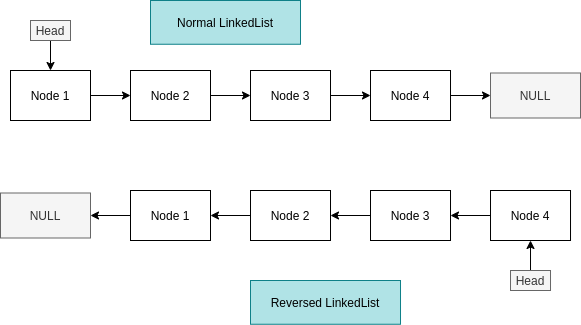 Normal LinkedList
Head
Node 1
Node 2
Node 3
Node 4
NULL
NULL
Node 1
Node 2
Node 3
Node 4
Head
Reversed LinkedList